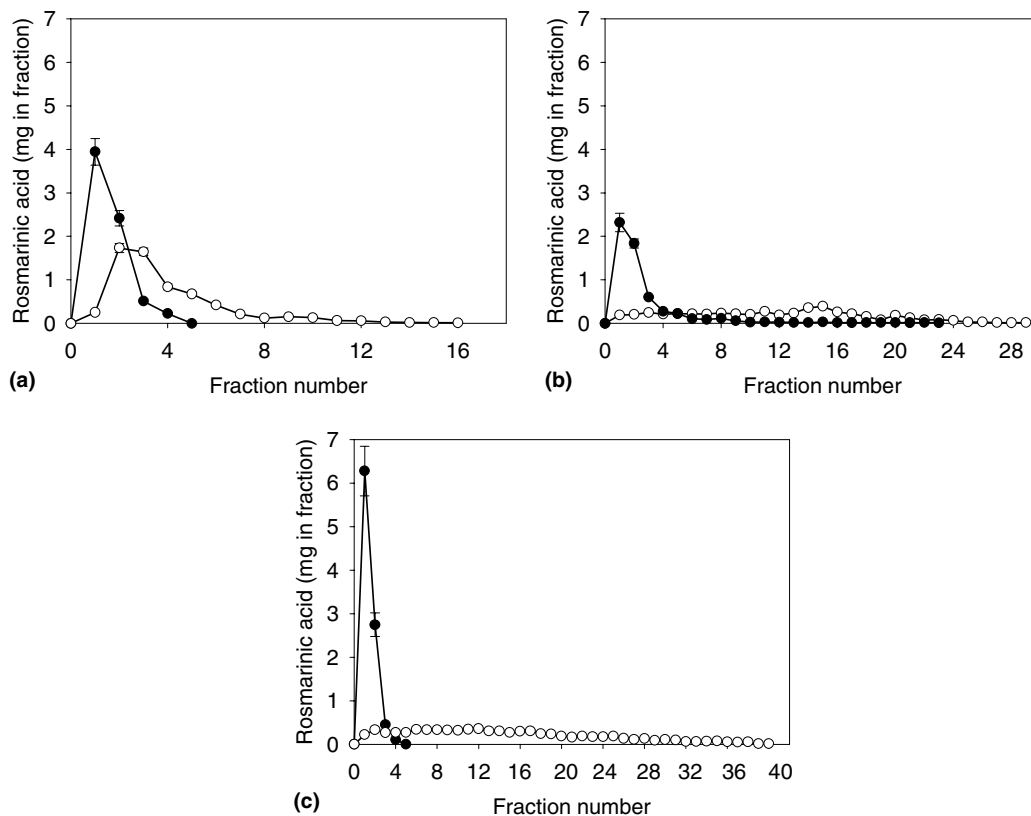 7
6
5
4
3
2
1
0
Rosmarinic acid (mg in fraction)
0 4 8 12 16
Fraction number
(a)
7
6
5
4
3
2
1
0
Rosmarinic acid (mg in fraction)
0 4 8 12 16 20 24 28
Fraction number
(b)
7
6
5
4
3
2
1
0
Rosmarinic acid (mg in fraction)
0 4 8 12 16 20 24 28 32 36 40
Fraction number
(c)